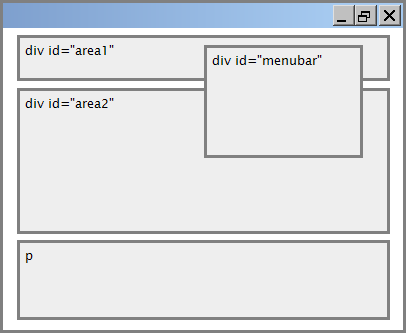 div id="area1"
div id="menubar"
div id="area2"
p